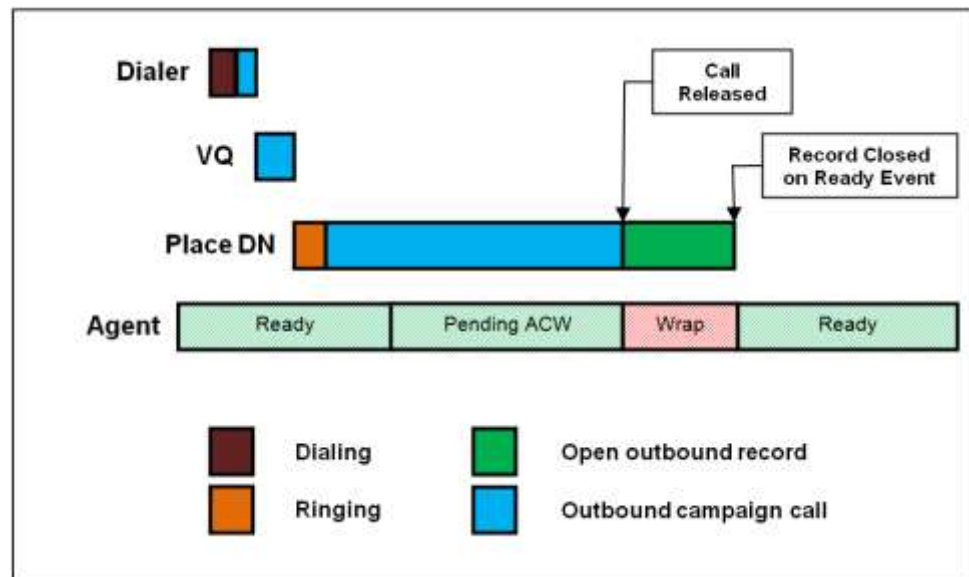 Dialer
Call
Released
VQ
Record Closed
on Ready Event
Place DN
Agent
Ready
Pending ACW
Wrap
Ready
Dialing
Open outbound record
Ringing
Outbound campaign call